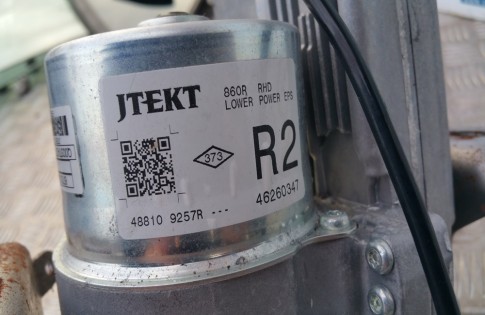 JTEKT
860R RHD
LOWER POWER EPS
373
R2
46260347
48810 9257R ---